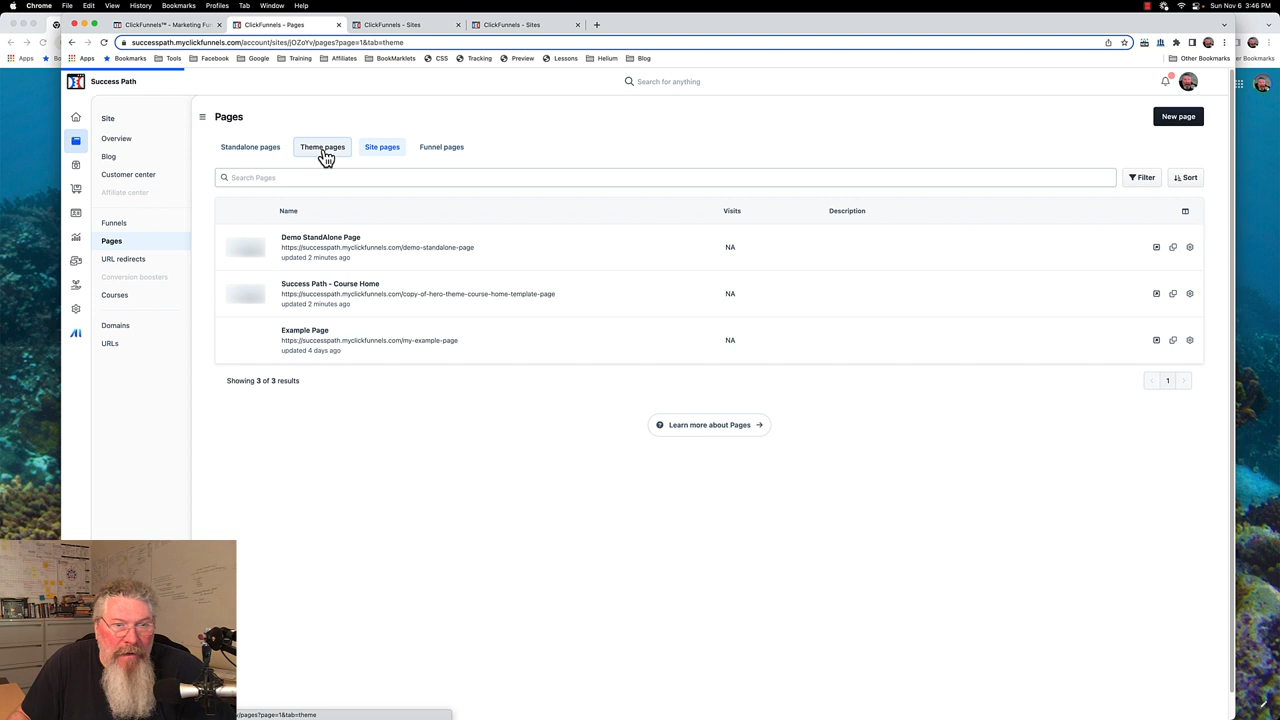 Chrome File Edit View History Bookmarks Profiles Tab Window Help Sun Nov 6 3:46 PM
ClickFunnels™ - Marketing Fu ClickFunnels - Pages ClickFunnels - Sites ClickFunnels - Sites
successpath.myclickfunnels.com/account/sites/jOZoYv/pages?page=1&tab=theme
Apps Apps Bookmarks Tools Facebook Google Training Affiliates BookMarklets CSS Tracking Preview Lessons Helium Blog Other Bookmarks
Success Path
Search for anything
Site
Overview
Blog
Customer center
Affiliate center
Funnels
Pages
URL redirects
Conversion boosters
Courses
Domains
URLs
Pages
New page
Standalone pages Theme pages Site pages Funnel pages
Search Pages
Filter
Sort
Name Visits Description
Demo StandAlone Page
https://successpath.myclickfunnels.com/demo-standalone-page NA
updated 2 minutes ago
Success Path - Course Home
https://successpath.myclickfunnels.com/copy-of-hero-theme-course-home-template-page NA
updated 2 minutes ago
Example Page
https://successpath.myclickfunnels.com/my-example-page NA
updated 4 days ago
Showing 3 of 3 results
1
Learn more about Pages
/pages?page=1&tab=theme